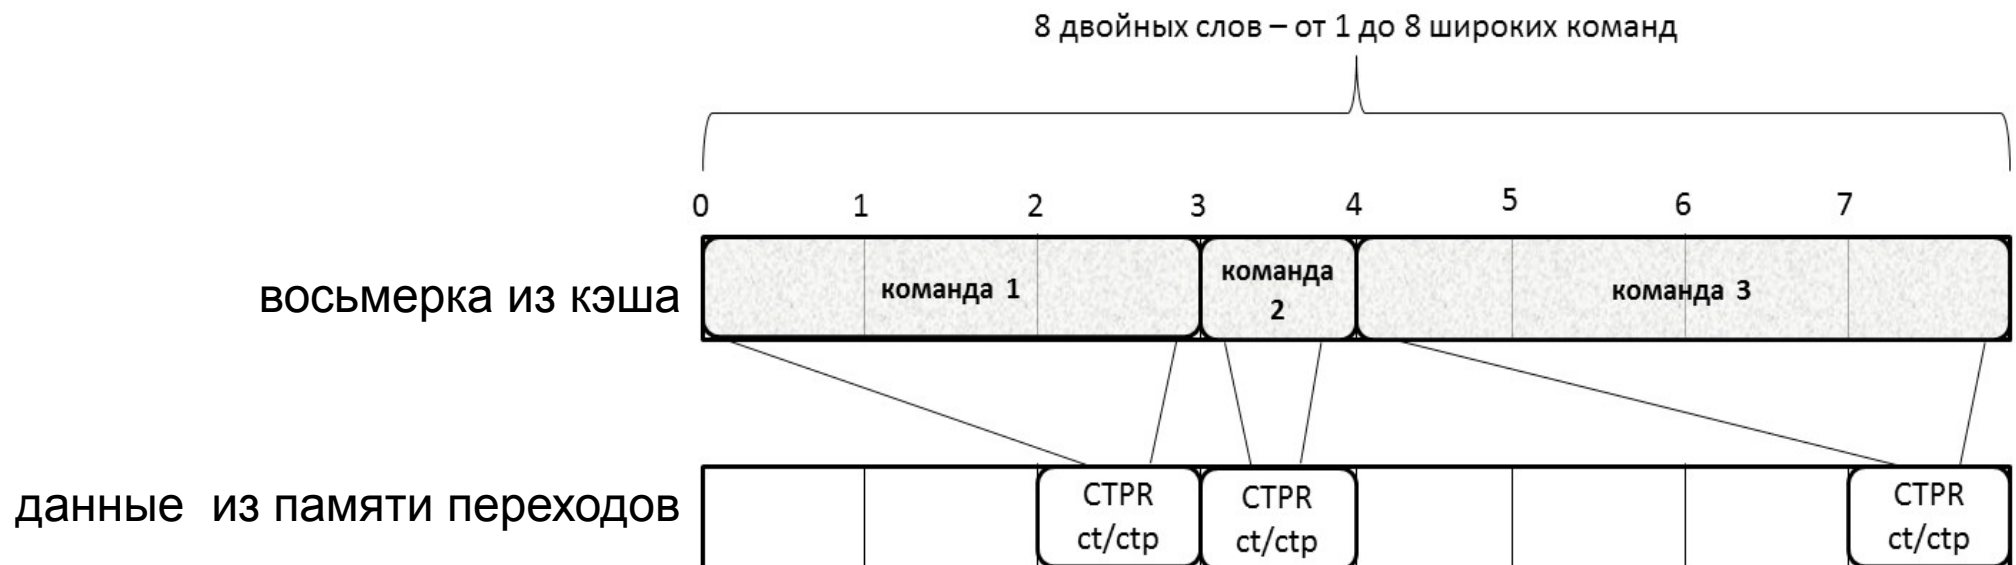 8 двойных слов – от 1 до 8 широких команд
0 1 2 3 4 5 6 7
восьмерка из кэша
команда 1
команда
2
команда 3
данные из памяти переходов
CTPR
ct/ctp
CTPR
ct/ctp
CTPR
ct/ctp